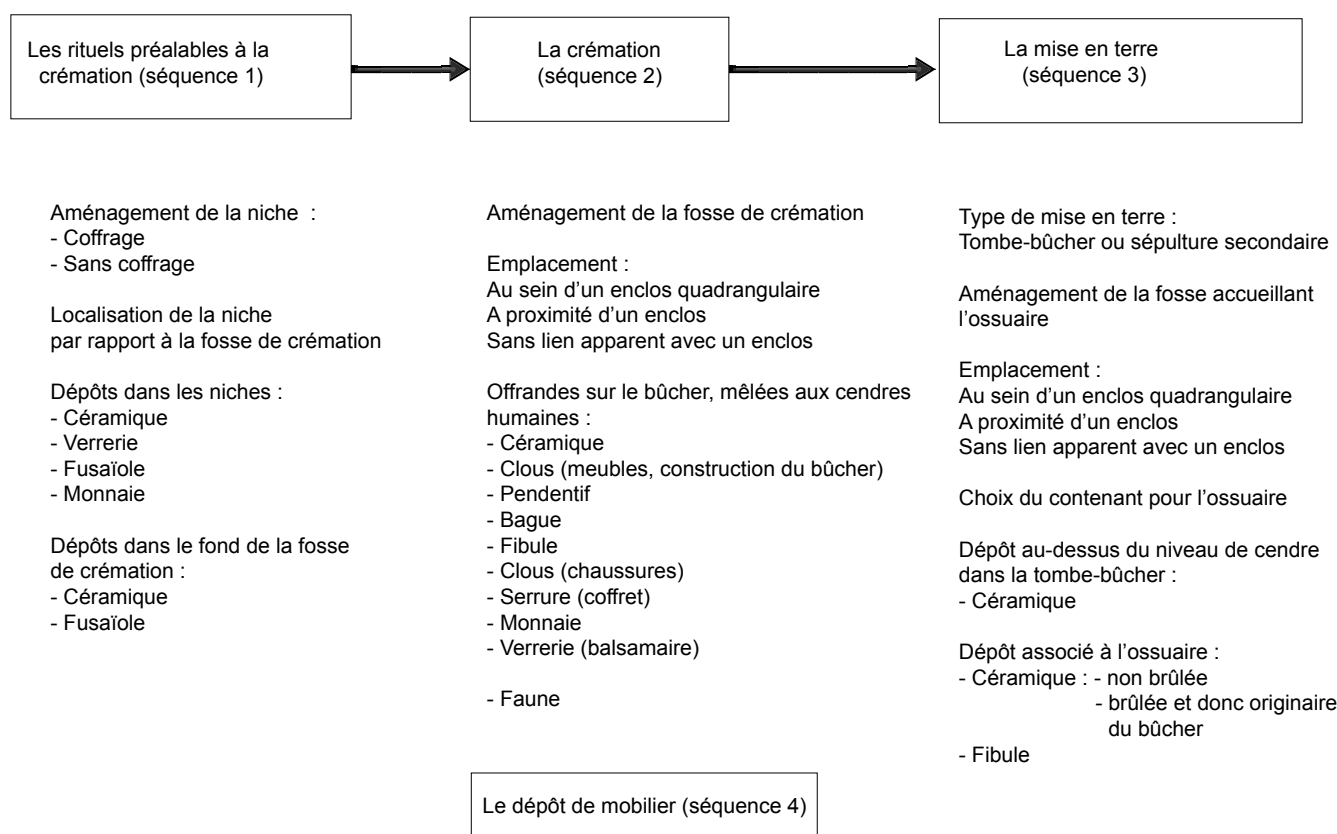 Les rituels préalables à la
crémation (séquence 1)
La crémation
(séquence 2)
La mise en terre
(séquence 3)
Aménagement de la niche :
- Coffrage
- Sans coffrage
Localisation de la niche
par rapport à la fosse de crémation
Dépôts dans les niches :
- Céramique
- Verrerie
- Fusaïole
- Monnaie
Dépôts dans le fond de la fosse
de crémation :
- Céramique
- Fusaïole
Aménagement de la fosse de crémation
Emplacement :
Au sein d’un enclos quadrangulaire
A proximité d’un enclos
Sans lien apparent avec un enclos
Offrandes sur le bûcher, mêlées aux cendres
humaines :
- Céramique
- Clous (meubles, construction du bûcher)
- Pendentif
- Bague
- Fibule
- Clous (chaussures)
- Serrure (coffret)
- Monnaie
- Verrerie (balsamaire)
- Faune
Type de mise en terre :
Tombe-bûcher ou sépulture secondaire
Aménagement de la fosse accueillant
l’ossuaire
Emplacement :
Au sein d’un enclos quadrangulaire
A proximité d’un enclos
Sans lien apparent avec un enclos
Choix du contenant pour l’ossuaire
Dépôt au-dessus du niveau de cendre
dans la tombe-bûcher :
- Céramique
Dépôt associé à l’ossuaire :
- Céramique : - non brûlée
- brûlée et donc originaire
du bûcher
- Fibule
Le dépôt de mobilier (séquence 4)